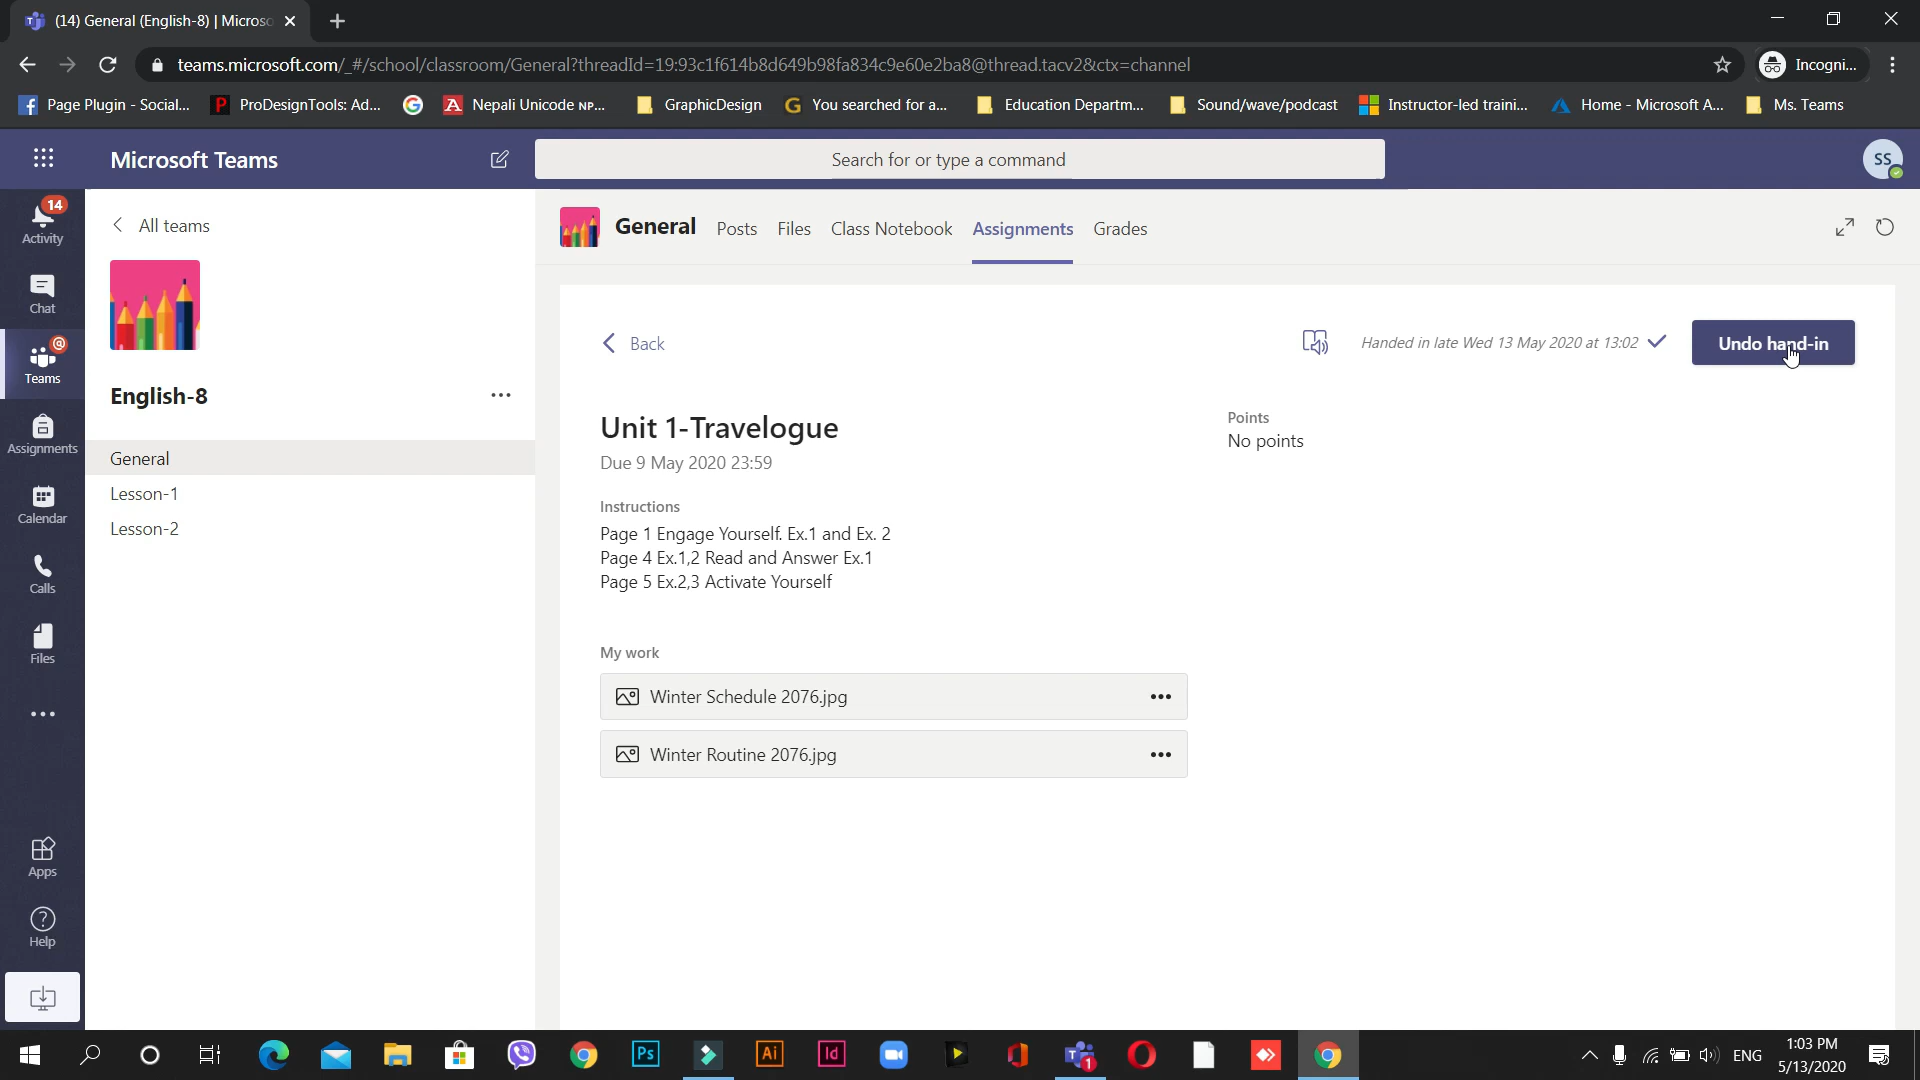 (14) General (English-8) | Microso
teams.microsoft.com/_#/school/classroom/General?threadId=19:93c1f614b8d649b98fa834c9e60e2ba8@thread.tacv2&ctx=channel
Incogni...
Page Plugin - Social...
ProDesignTools: Ad...
Nepali Unicode NP...
GraphicDesign
You searched for a...
Education Departm...
Sound/wave/podcast
Instructor-led traini...
Home - Microsoft A...
Ms. Teams
Microsoft Teams
Search for or type a command
SS
14
Activity
Chat
Teams
Assignments
Calendar
Calls
Files
Apps
Help
All teams
English-8
General
Lesson-1
Lesson-2
General
Posts
Files
Class Notebook
Assignments
Grades
Back
Handed in late Wed 13 May 2020 at 13:02
Undo hand-in
Unit 1-Travelogue
Due 9 May 2020 23:59
Points
No points
Instructions
Page 1 Engage Yourself. Ex.1 and Ex. 2
Page 4 Ex.1,2 Read and Answer Ex.1
Page 5 Ex.2,3 Activate Yourself
My work
Winter Schedule 2076.jpg
Winter Routine 2076.jpg
Ps
Ai
Id
1
ENG
1:03 PM
5/13/2020